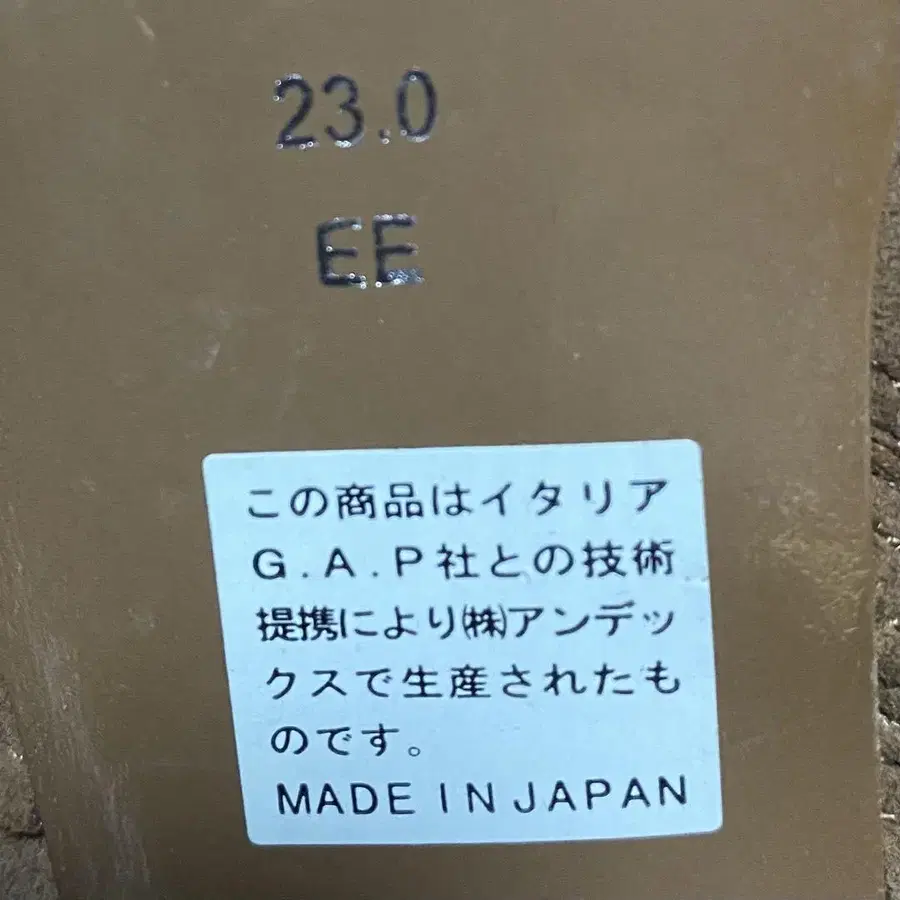 23.0
EE
この商品はイタリア
G.A.P社との技術
提携により㈱アンデッ
クスで生産されたも
のです。
MADE IN JAPAN